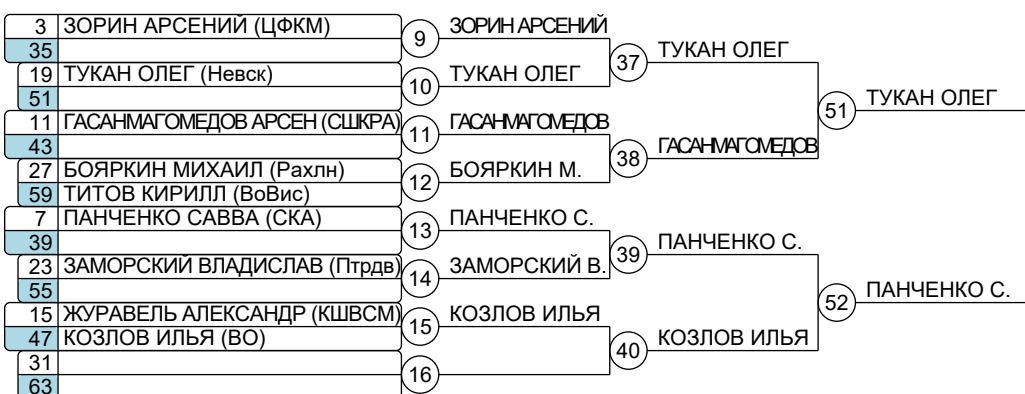 3 ЗОРИН АРСЕНИЙ (ЦФКМ) 9 ЗОРИН АРСЕНИЙ
35
37 ТУКАН ОЛЕГ
19 ТУКАН ОЛЕГ (Невск) 10 ТУКАН ОЛЕГ
51
51 ТУКАН ОЛЕГ
11 ГАСАНМАГОМЕДОВ АРСЕН (СШКРА) 11 ГАСАНМАГОМЕДОВ
43
38 ГАСАНМАГОМЕДОВ
27 БОЯРКИН МИХАИЛ (Рахлн) 12 БОЯРКИН М.
59 ТИТОВ КИРИЛЛ (ВоВис)
7 ПАНЧЕНКО САВВА (СКА) 13 ПАНЧЕНКО С.
39
39 ПАНЧЕНКО С.
23 ЗАМОРСКИЙ ВЛАДИСЛАВ (Птрдв) 14 ЗАМОРСКИЙ В.
55
52 ПАНЧЕНКО С.
15 ЖУРАВЕЛЬ АЛЕКСАНДР (КШВСМ) 15 КОЗЛОВ ИЛЬЯ
47 КОЗЛОВ ИЛЬЯ (ВО)
40 КОЗЛОВ ИЛЬЯ
31 16
63